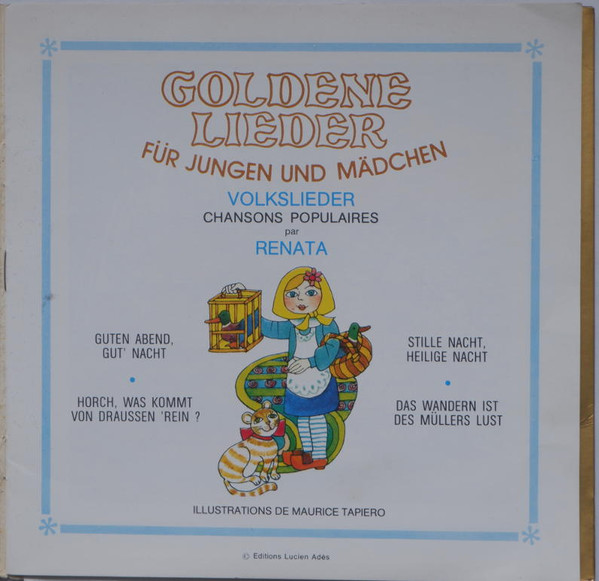 GOLDENE
LIEDER
FÜR JUNGEN UND MÄDCHEN
VOLKSLIEDER
CHANSONS POPULAIRES
par
RENATA
GUTEN ABEND,
GUT' NACHT
HORCH, WAS KOMMT
VON DRAUSSEN 'REIN ?
STILLE NACHT,
HEILIGE NACHT
DAS WANDERN IST
DES MÜLLERS LUST
ILLUSTRATIONS DE MAURICE TAPIERO
© Editions Lucien Adès